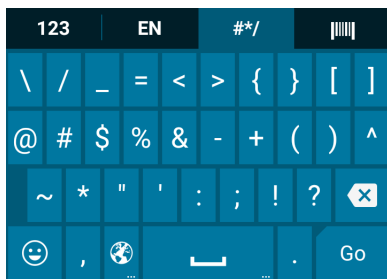 123 EN #*/
\ / _ = < > { } [ ]
@ # $ % & - + ( ) ^
~ * " ' : ; ! ?
, ... ... . Go